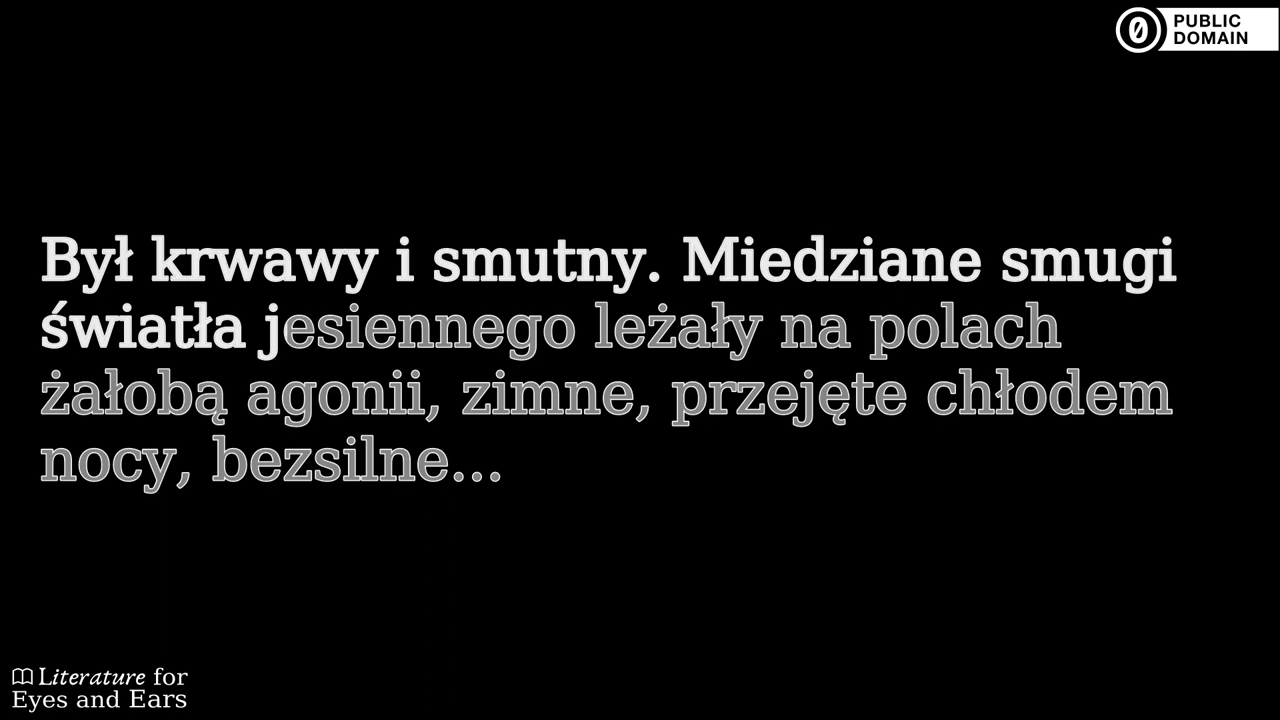 PUBLIC
DOMAIN
Był krwawy i smutny. Miedziane smugi
światła jesiennego leżały na polach
żałobą agonii, zimne, przejęte chłodem
nocy, bezsilne...
Literature for
Eyes and Ears